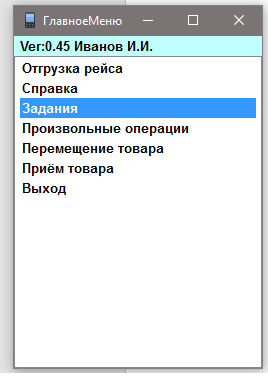 ГлавноеМеню
Ver:0.45 Иванов И.И.
Отгрузка рейса
Справка
Задания
Произвольные операции
Перемещение товара
Приём товара
Выход